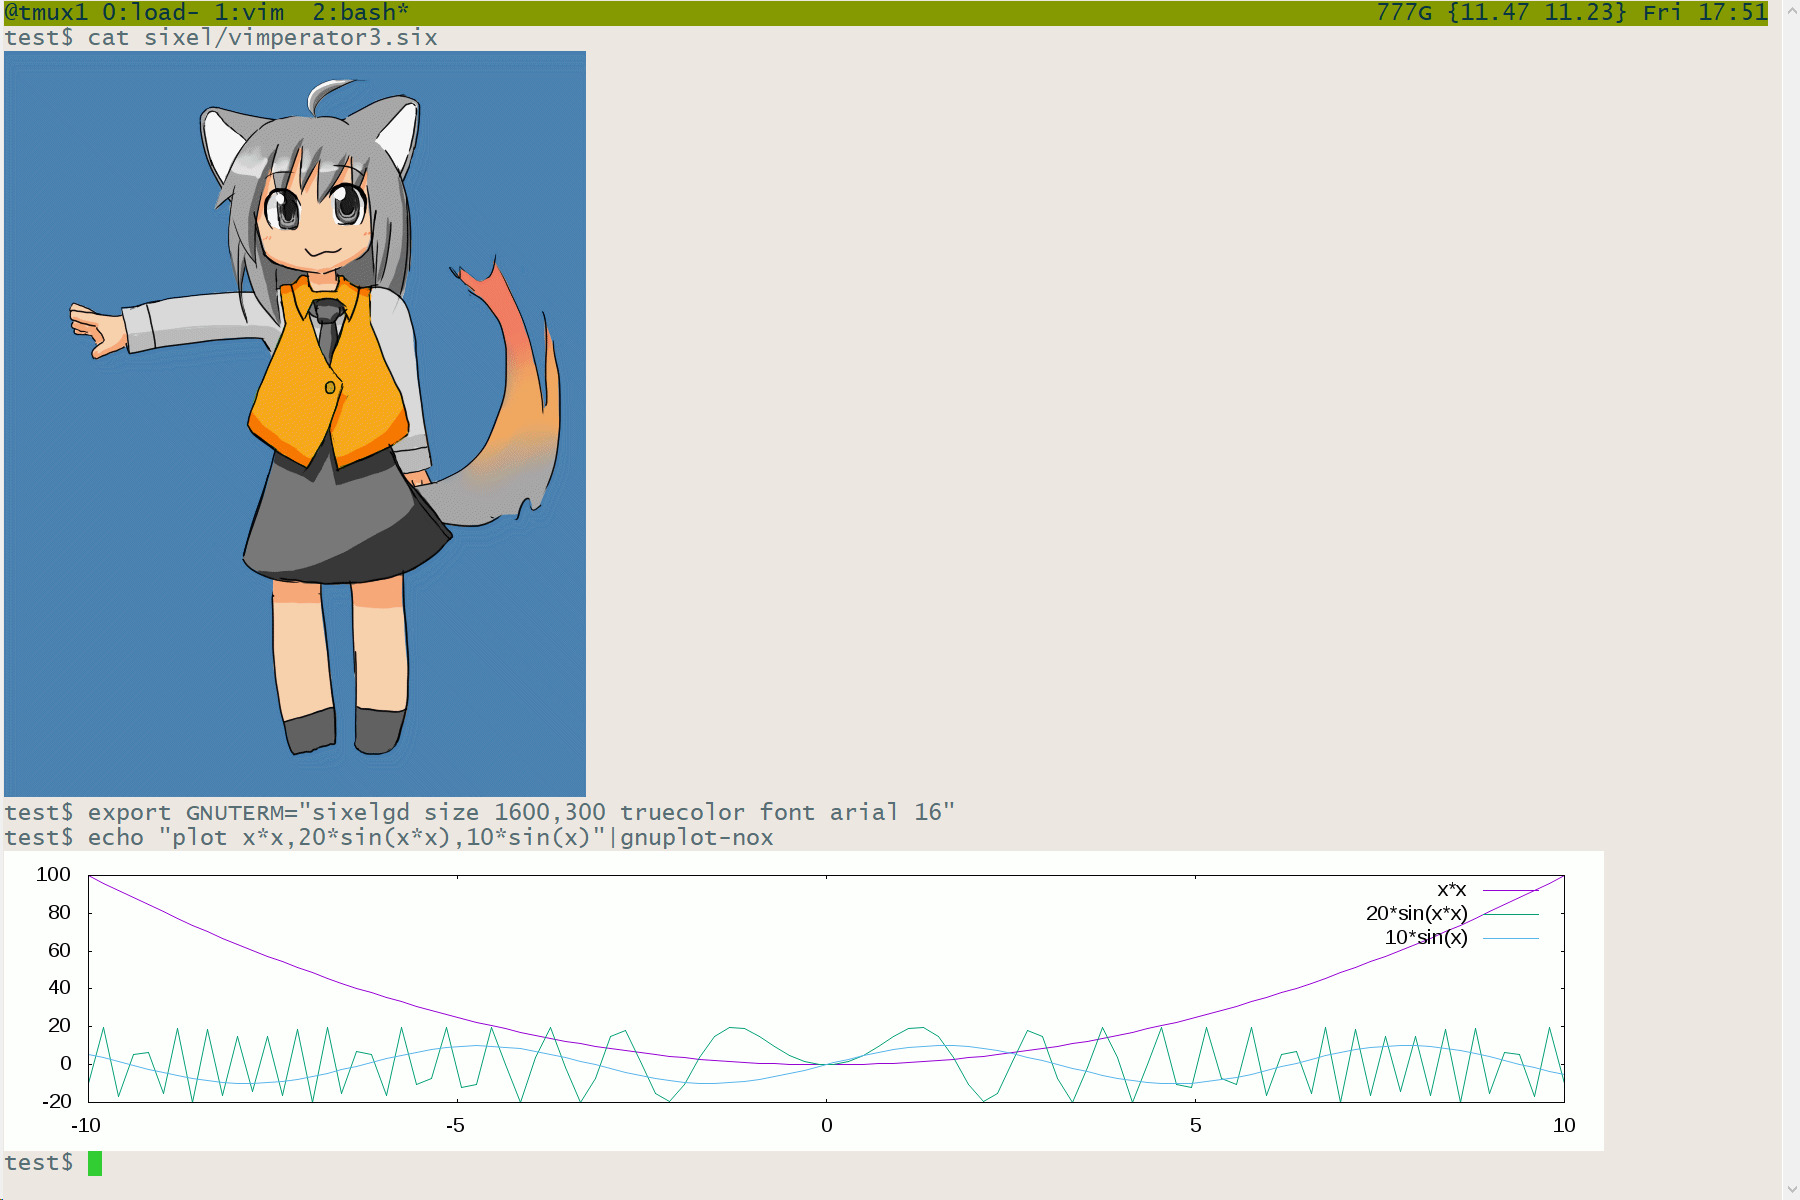 @tmux1 0:load- 1:vim  2:bash* 777G {11.47 11.23} Fri 17:51
test$ cat sixel/vimperator3.six
test$ export GNUTERM="sixelgd size 1600,300 truecolor font arial 16"
test$ echo "plot x*x,20*sin(x*x),10*sin(x)"|gnuplot-nox
100
x*x
80
20*sin(x*x)
10*sin(x)
60
40
20
0
-20
-10 -5 0 5 10
test$